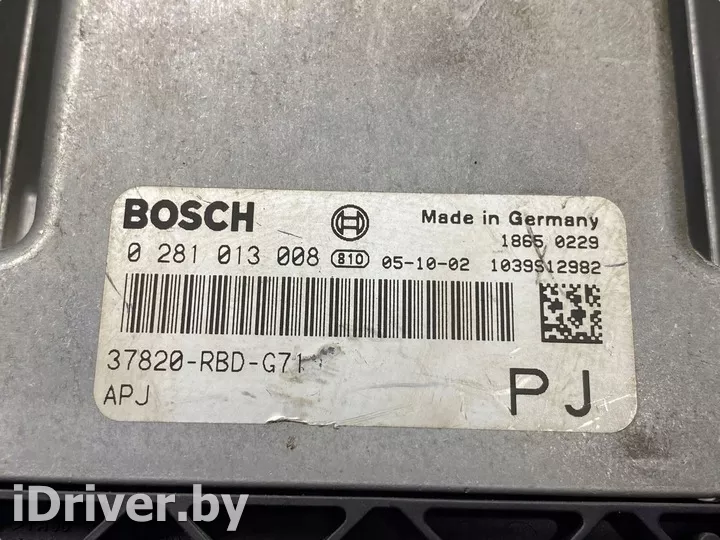 BOSCH
Made in Germany
1865 0229
0 281 013 008 810 05-10-02 1039S12982
37820-RBD-G71
APJ
PJ
iDriver.by